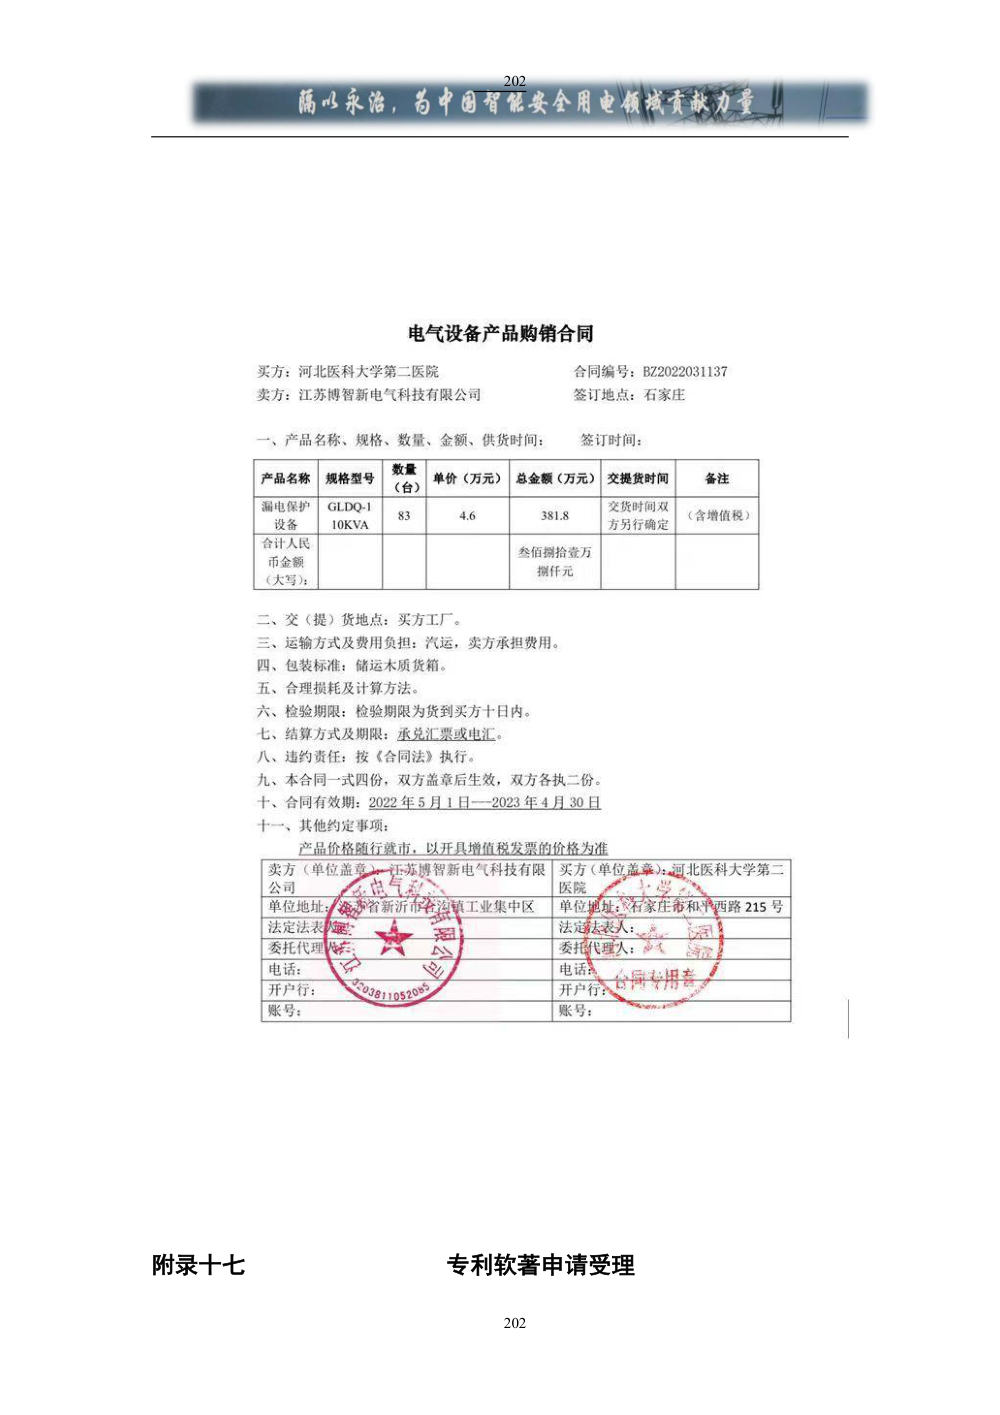 202
隔以永治，为中国智能安全用电领域贡献力量
电气设备产品购销合同
买方：河北医科大学第二医院 合同编号：BZ2022031137
卖方：江苏博智新电气科技有限公司 签订地点：石家庄
一、产品名称、规格、数量、金额、供货时间： 签订时间：
产品名称 规格型号 数量（台） 单价（万元） 总金额（万元） 交提货时间 备注
漏电保护设备 GLDQ-110KVA 83 4.6 381.8 交货时间双方另行确定 （含增值税）
合计人民币金额（大写）： 叁佰捌拾壹万捌仟元
二、交（提）货地点：买方工厂。
三、运输方式及费用负担：汽运，卖方承担费用。
四、包装标准：储运木质货箱。
五、合理损耗及计算方法。
六、检验期限：检验期限为货到买方十日内。
七、结算方式及期限：承兑汇票或电汇。
八、违约责任：按《合同法》执行。
九、本合同一式四份，双方盖章后生效，双方各执二份。
十、合同有效期：2022 年 5 月 1 日---2023 年 4 月 30 日
十一、其他约定事项：
产品价格随行就市，以开具增值税发票的价格为准
卖方（单位盖章）：江苏博智新电气科技有限公司 买方（单位盖章）：河北医科大学第二医院
单位地址： 省新沂市 沟镇工业集中区 单位地址：石家庄市和平西路 215 号
法定法表人 法定法表人：
委托代理人 委托代理人：
电话： 电话：
开户行： 开户行：
账号： 账号：
江苏博智新电气科技有限公司
3203811052085
合同专用章
附录十七 专利软著申请受理
202